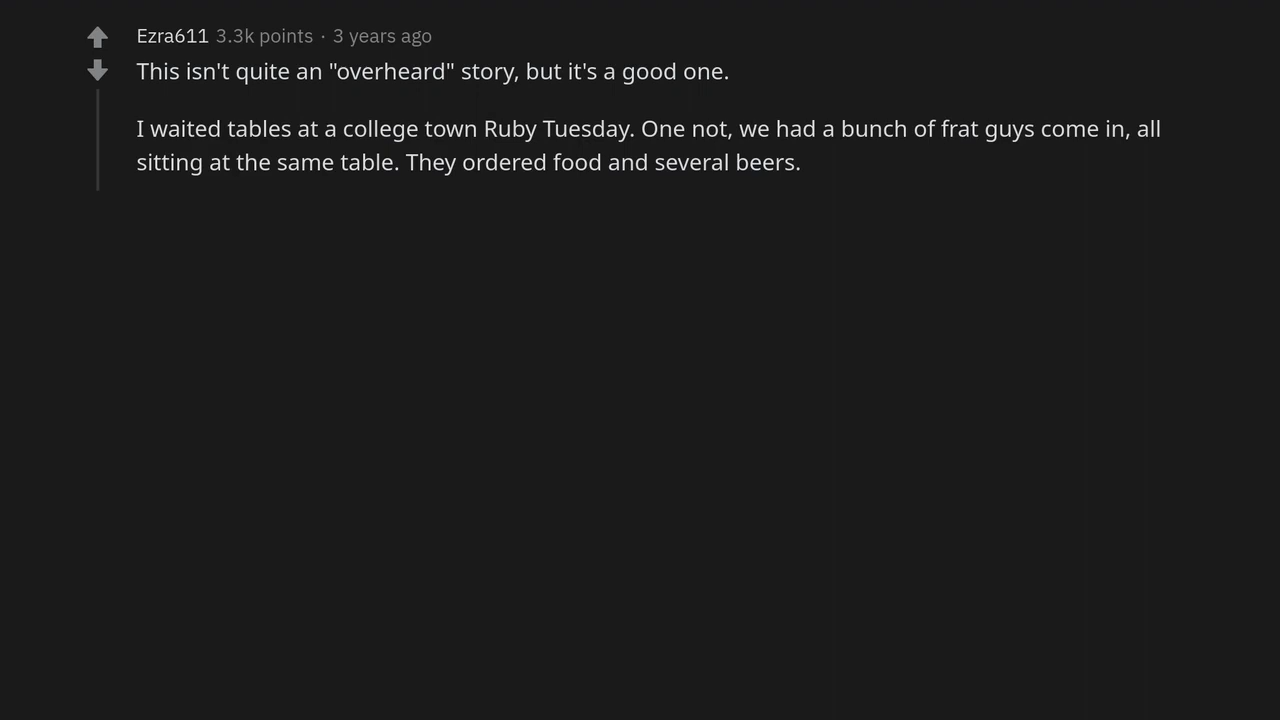 Ezra611 3.3k points · 3 years ago
This isn't quite an "overheard" story, but it's a good one.
I waited tables at a college town Ruby Tuesday. One not, we had a bunch of frat guys come in, all
sitting at the same table. They ordered food and several beers.